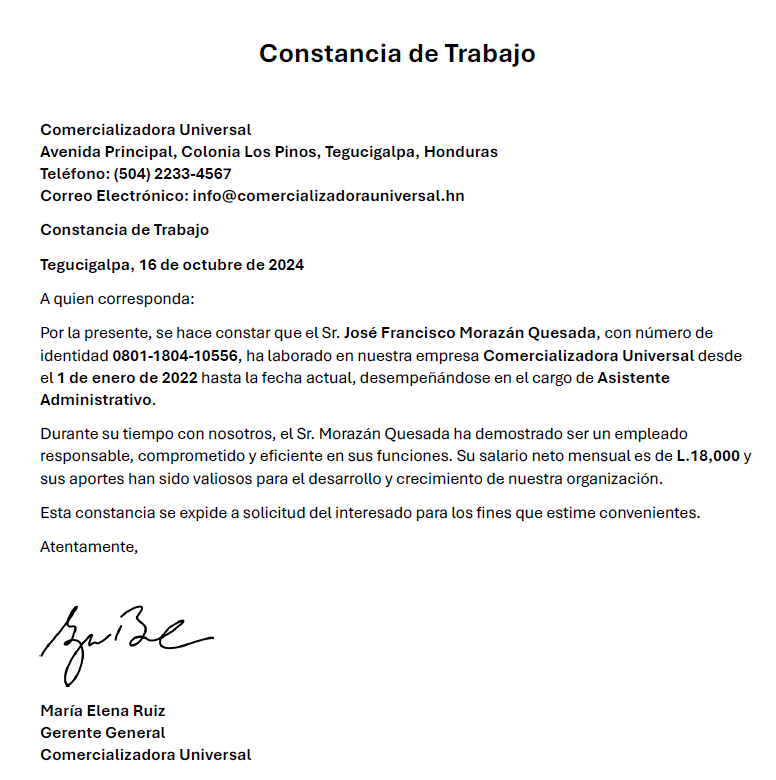 Constancia de Trabajo
Comercializadora Universal
Avenida Principal, Colonia Los Pinos, Tegucigalpa, Honduras
Teléfono: (504) 2233-4567
Correo Electrónico: info@comercializadorauniversal.hn
Constancia de Trabajo
Tegucigalpa, 16 de octubre de 2024
A quien corresponda:
Por la presente, se hace constar que el Sr. José Francisco Morazán Quesada, con número de
identidad 0801-1804-10556, ha laborado en nuestra empresa Comercializadora Universal desde
el 1 de enero de 2022 hasta la fecha actual, desempeñándose en el cargo de Asistente
Administrativo.
Durante su tiempo con nosotros, el Sr. Morazán Quesada ha demostrado ser un empleado
responsable, comprometido y eficiente en sus funciones. Su salario neto mensual es de L.18,000 y
sus aportes han sido valiosos para el desarrollo y crecimiento de nuestra organización.
Esta constancia se expide a solicitud del interesado para los fines que estime convenientes.
Atentamente,
María Elena Ruiz
Gerente General
Comercializadora Universal